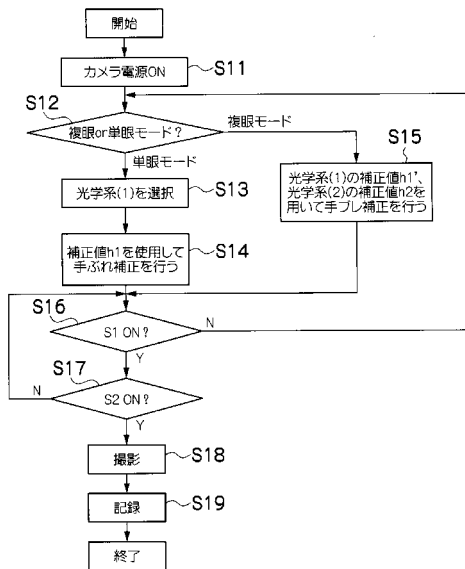 開始
カメラ電源ON
S11
S12
複眼or単眼モード？
複眼モード
単眼モード
光学系(1)を選択
S13
S15
光学系(1)の補正値h1'、
光学系(2)の補正値h2を
用いて手ブレ補正を行う
補正値h1を使用して
手ぶれ補正を行う
S14
S16
S1 ON？
N
Y
S17
S2 ON？
N
Y
撮影
S18
記録
S19
終了